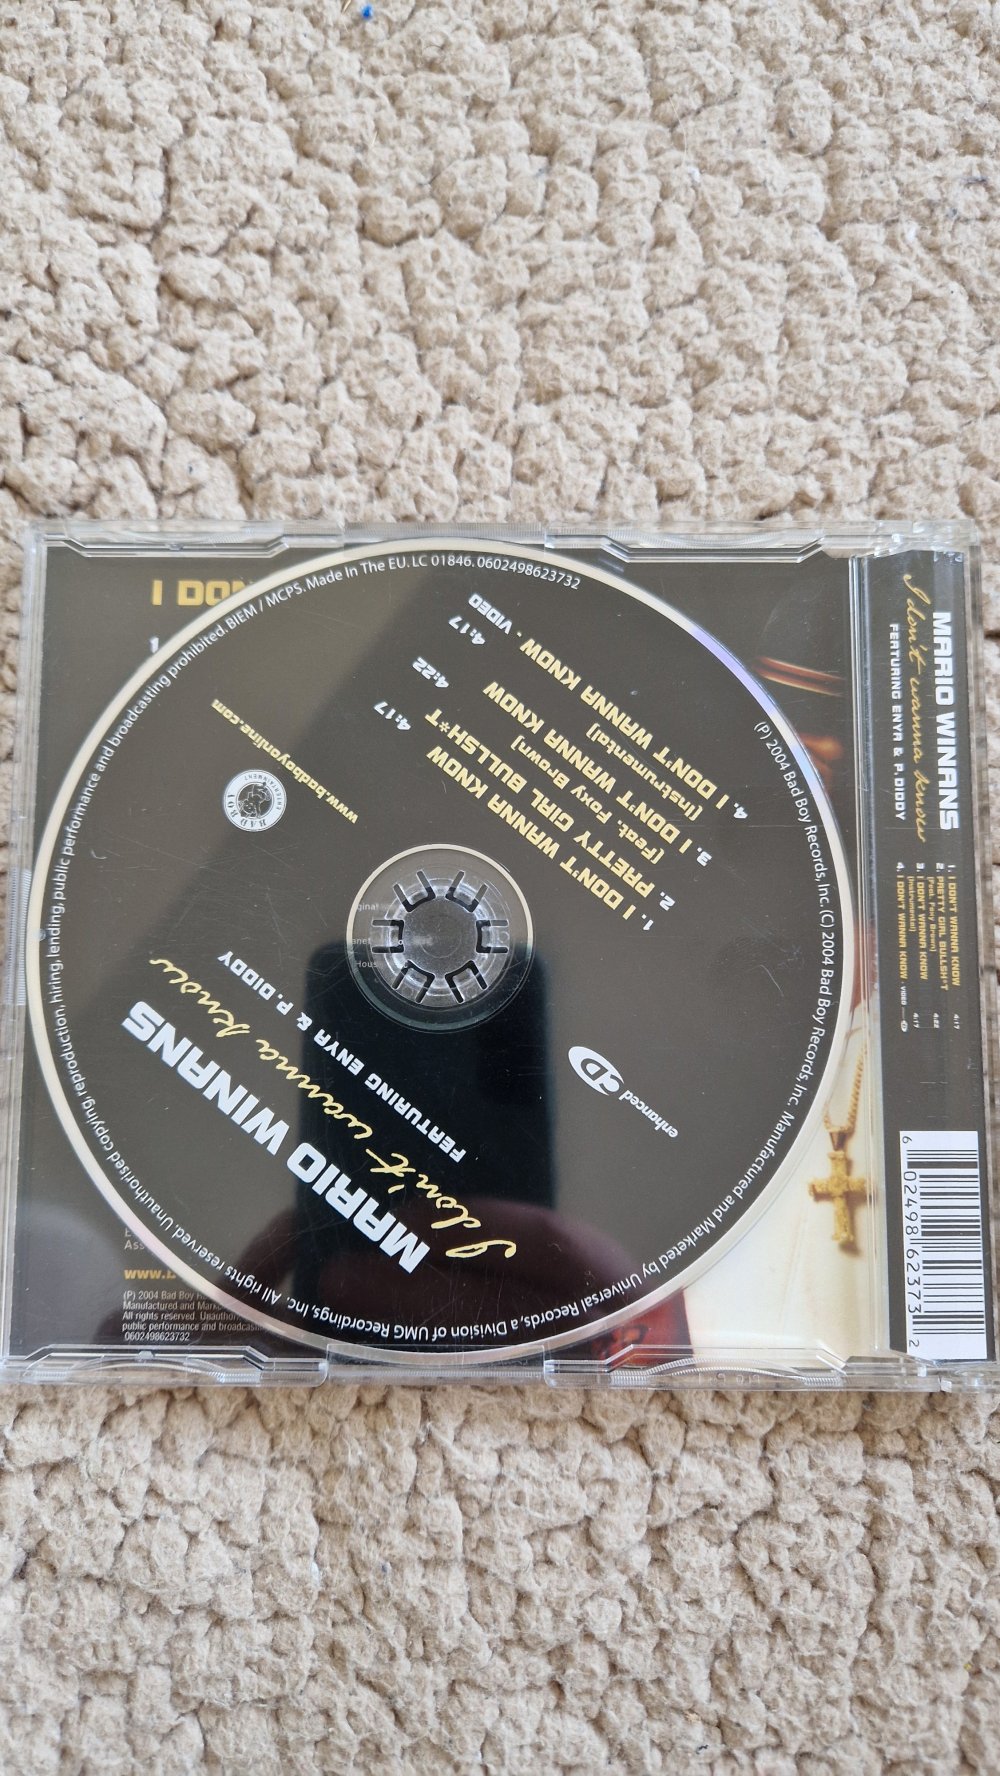 I DON
1
MARIO WINANS
I don't wanna know
FEATURING ENYA & P. DIDDY
1. I DON'T WANNA KNOW 4:17
2. PRETTY GIRL BULLSH*T 4:22
[Feat. Foxy Brown]
3. I DON'T WANNA KNOW 4:17
[Instrumental]
4. I DON'T WANNA KNOW . VIDEO
www.badboyonline.com
BAD BOY
ENTERTAINMENT
enhanced CD
(P) 2004 Bad Boy Records, Inc. (C) 2004 Bad Boy Records, Inc. Manufactured and Marketed by Universal Records, a Division of UMG Recordings, Inc. All rights reserved. Unauthorised copying, reproduction, hiring, lending, public performance and broadcasting prohibited. BIEM / MCPS. Made In The EU. LC 01846. 0602498623732
www.b
(P) 2004 Bad Boy
Manufactured and
All rights reserved.
public performance and
0602498623732
MARIO WINANS
I don't wanna know
FEATURING ENYA & P. DIDDY
1. I DON'T WANNA KNOW 4:17
2. PRETTY GIRL BULLSH*T 4:22
[Feat. Foxy Brown]
3. I DON'T WANNA KNOW 4:17
[Instrumental]
4. I DON'T WANNA KNOW . VIDEO
6 02498 62373 2